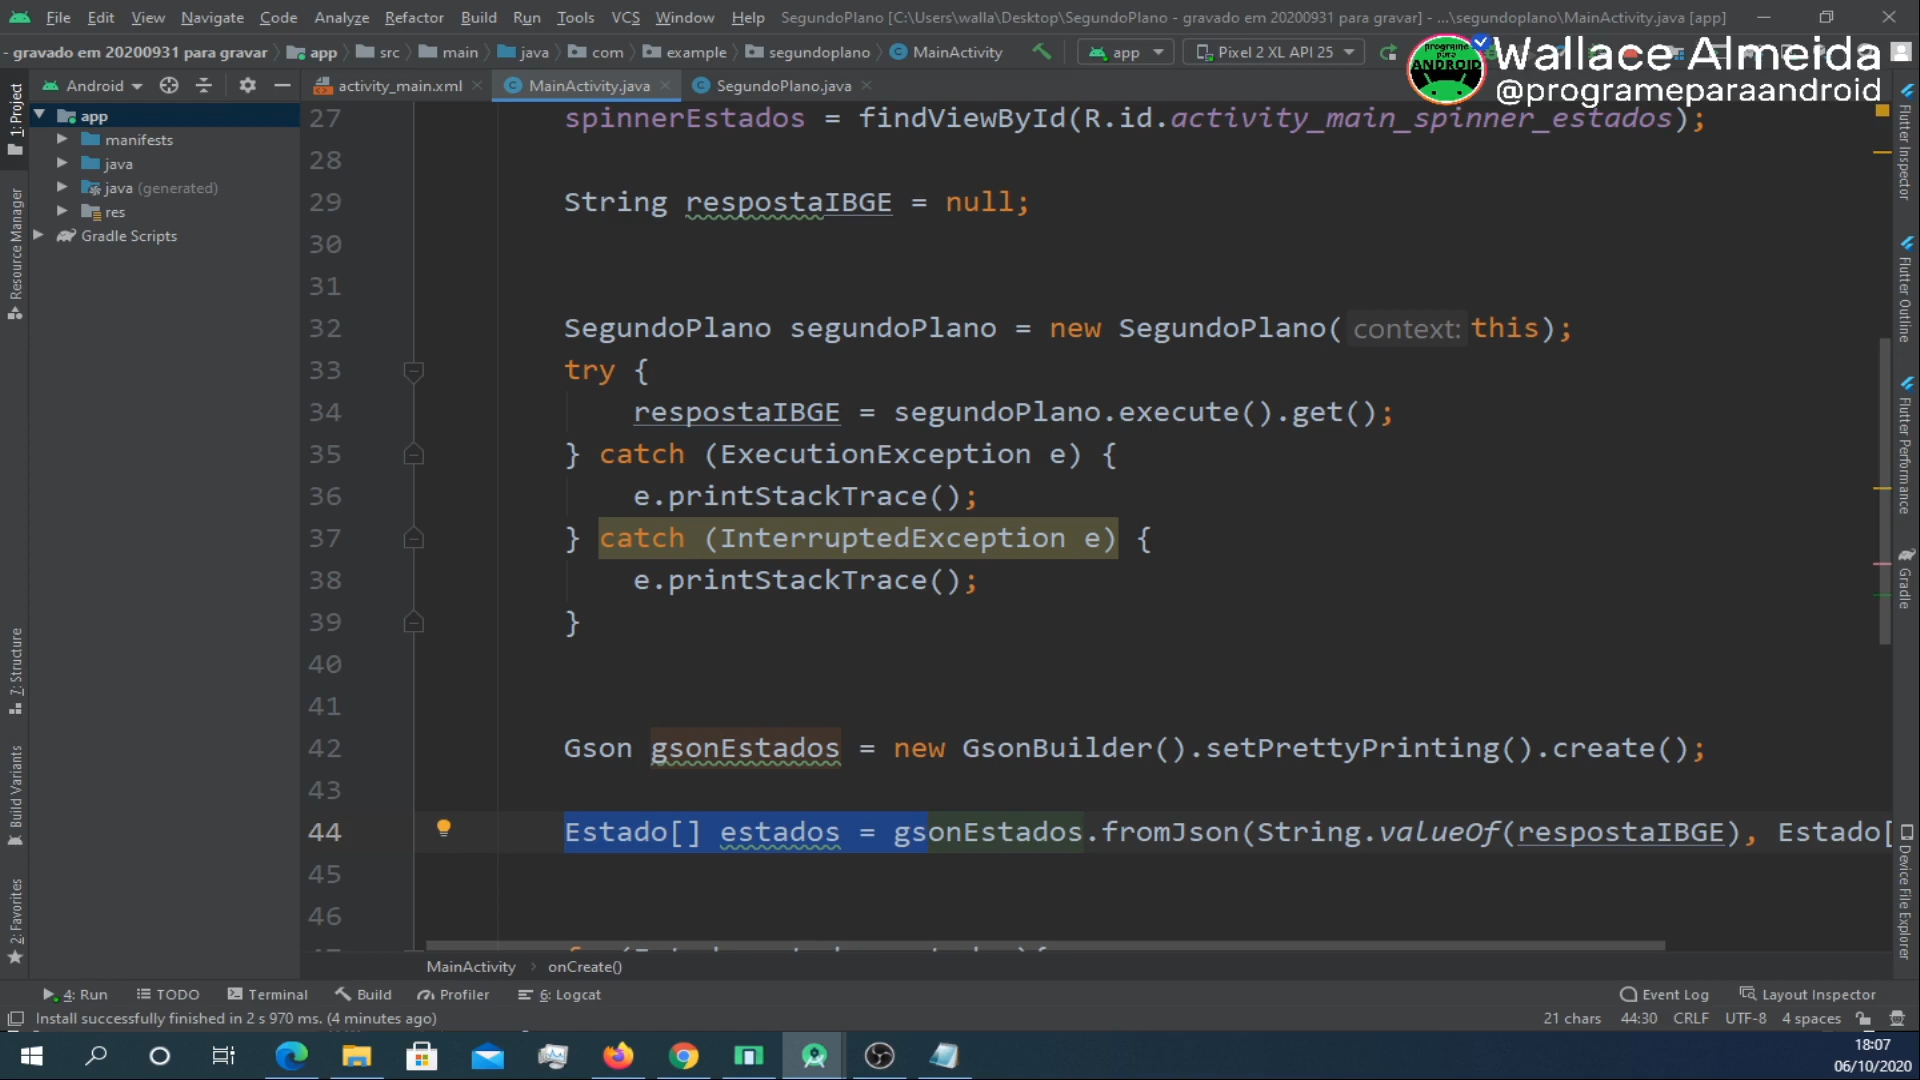 File Edit View Navigate Code Analyze Refactor Build Run Tools VCS Window Help SegundoPlano [C:\Users\walla\Desktop\SegundoPlano - gravado em 20200931 para gravar] - ...\segundoplano\MainActivity.java [app]
- gravado em 20200931 para gravar app src main java com example segundoplano MainActivity app Pixel 2 XL API 25
programe para ANDROID
Wallace Almeida
@programeparaandroid
Android
activity_main.xml MainActivity.java SegundoPlano.java
app
manifests
java
java (generated)
res
Gradle Scripts
1: Project
Resource Manager
7: Structure
Build Variants
2: Favorites
27 spinnerEstados = findViewById(R.id.activity_main_spinner_estados);
28
29 String respostaIBGE = null;
30
31
32 SegundoPlano segundoPlano = new SegundoPlano( context: this);
33 try {
34 respostaIBGE = segundoPlano.execute().get();
35 } catch (ExecutionException e) {
36 e.printStackTrace();
37 } catch (InterruptedException e) {
38 e.printStackTrace();
39 }
40
41
42 Gson gsonEstados = new GsonBuilder().setPrettyPrinting().create();
43
44 Estado[] estados = gsonEstados.fromJson(String.valueOf(respostaIBGE), Estado[
45
46
Flutter Inspector
Flutter Outline
Flutter Performance
Gradle
Device File Explorer
MainActivity onCreate()
4: Run TODO Terminal Build Profiler 6: Logcat Event Log Layout Inspector
Install successfully finished in 2 s 970 ms. (4 minutes ago) 21 chars 44:30 CRLF UTF-8 4 spaces
18:07
06/10/2020